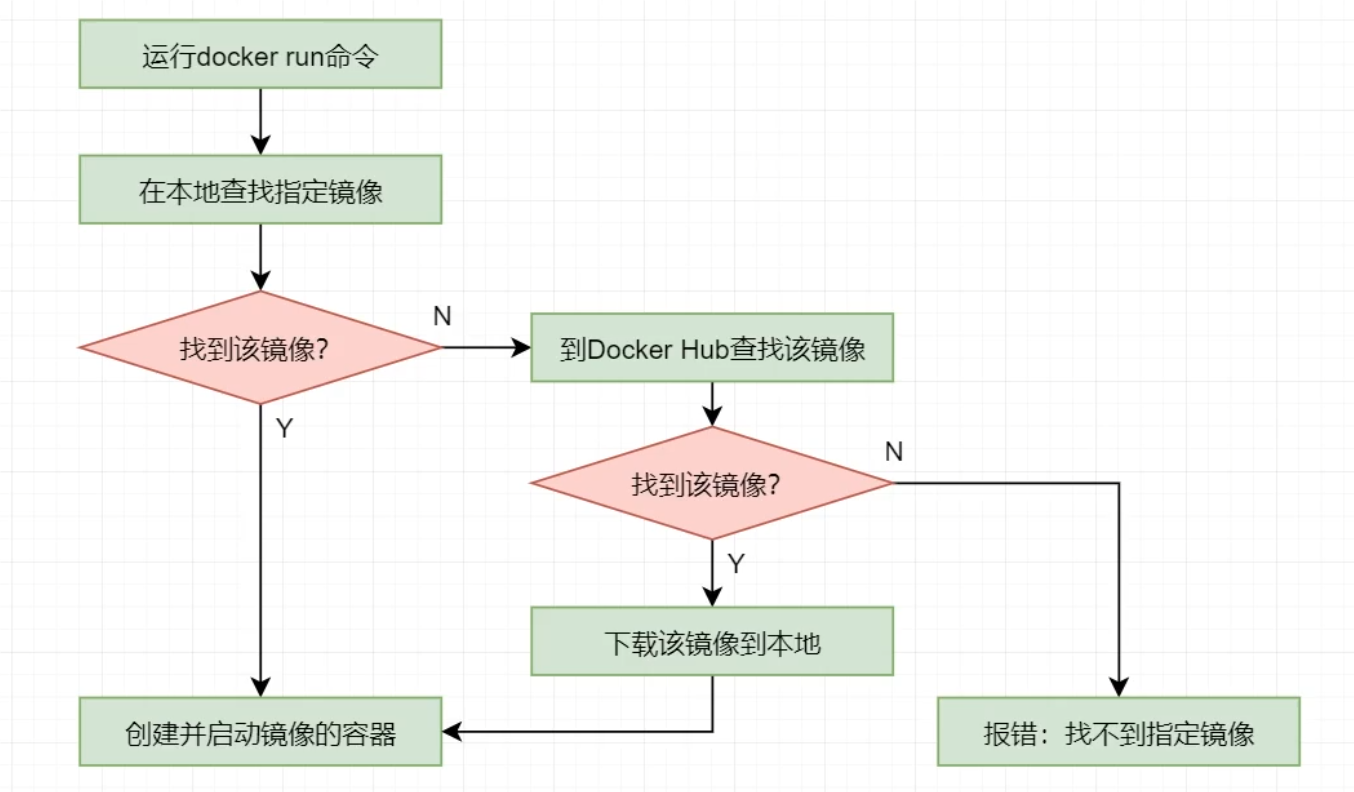 运行docker run命令
在本地查找指定镜像
找到该镜像?
N
到Docker Hub查找该镜像
Y
找到该镜像?
N
Y
下载该镜像到本地
创建并启动镜像的容器
报错：找不到指定镜像